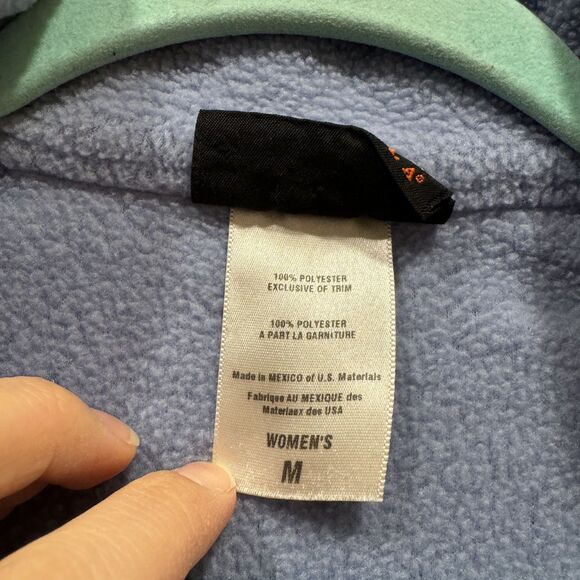 100% POLYESTER
EXCLUSIVE OF TRIM
100% POLYESTER
A PART LA GARNITURE
Made in MEXICO of U.S. Materials
Fabrique AU MEXIQUE des
Materiaux des USA
WOMEN'S
M